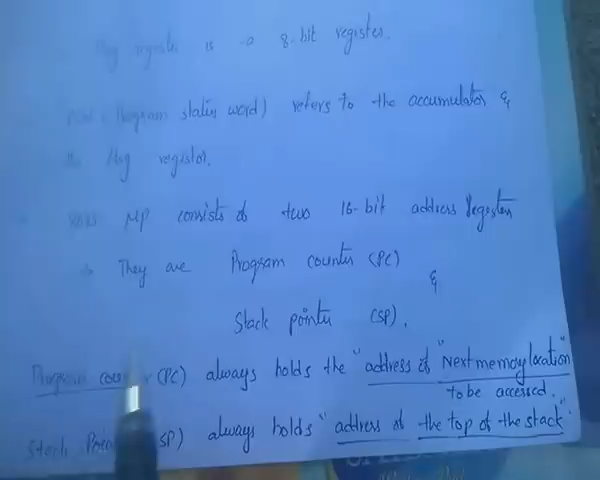 Flag register is a 8-bit register.
PSW (Program status word) refers to the accumulator &
the flag register.
8085 MP consists of two 16-bit address Registers
They are Program counter (PC)
&
Stack pointer (SP).
Program counter (PC) always holds the "address of "Next memory location"
to be accessed.
Stack Pointer (SP) always holds "address of the top of the stack"